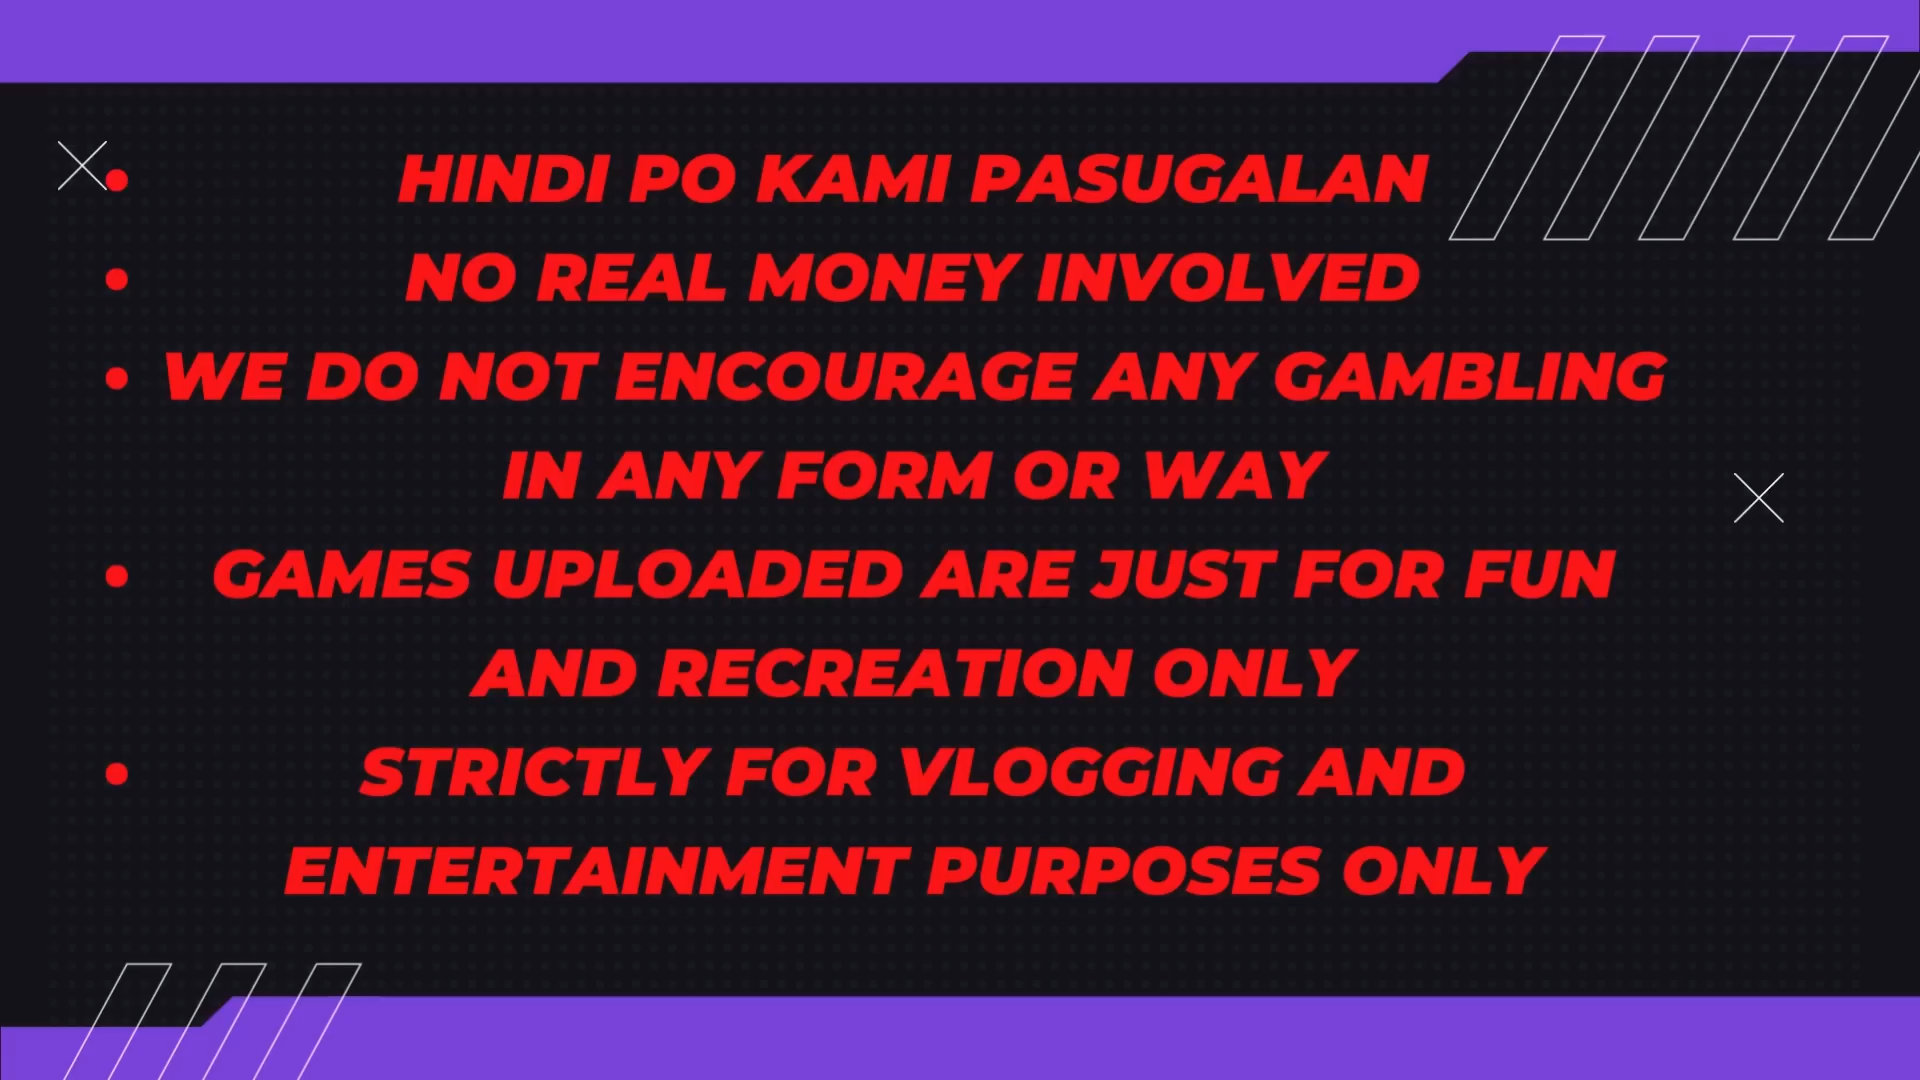 HINDI PO KAMI PASUGALAN
NO REAL MONEY INVOLVED
WE DO NOT ENCOURAGE ANY GAMBLING
IN ANY FORM OR WAY
GAMES UPLOADED ARE JUST FOR FUN
AND RECREATION ONLY
STRICTLY FOR VLOGGING AND
ENTERTAINMENT PURPOSES ONLY